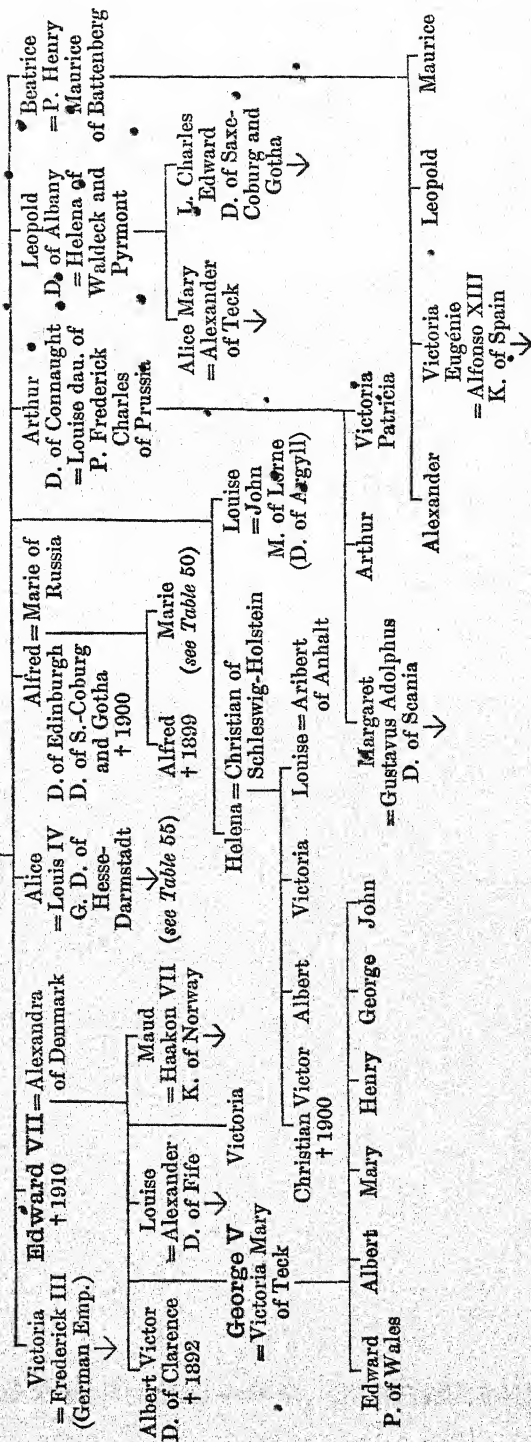 Victoria
= Frederick III
(German Emp.)
Edward VII = Alexandra
† 1910 of Denmark
Alice
= Louis IV
G. D. of
Hesse-
Darmstadt
(see Table 55)
Alfred = Marie of
D. of Edinburgh Russia
D. of S.-Coburg
and Gotha
† 1900
Arthur
D. of Connaught
= Louise dau. of
P. Frederick
Charles
of Prussia
Leopold
D. of Albany
= Helena of
Waldeck and
Pyrmont
Beatrice
= P. Henry
Maurice
of Battenberg
Albert Victor
D. of Clarence
† 1892
Louise
= Alexander
D. of Fife
Maud
= Haakon VII
K. of Norway
Alfred
† 1899
Marie
(see Table 50)
Alice Mary
= Alexander
of Teck
L. Charles
Edward
D. of Saxe-
Coburg and
Gotha
George V
= Victoria Mary
of Teck
Victoria
Helena = Christian of
Schleswig-Holstein
Louise
= John
M. of Lorne
(D. of Argyll)
Christian Victor
† 1900
Albert
Victoria
Louise = Aribert
of Anhalt
Edward
P. of Wales
Albert
Mary
Henry
George
John
Margaret
= Gustavus Adolphus
D. of Scania
Arthur
Victoria
Patricia
Alexander
Victoria
Eugénie
= Alfonso XIII
K. of Spain
Leopold
Maurice